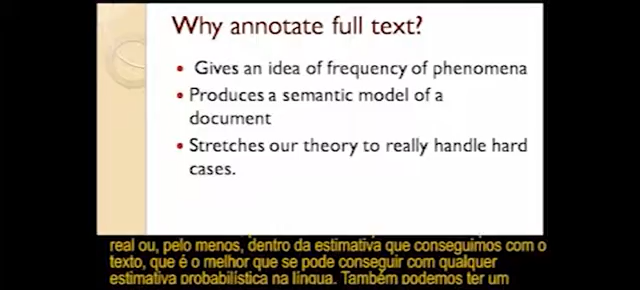 Why annotate full text?
• Gives an idea of frequency of phenomena
• Produces a semantic model of a
document
• Stretches our theory to really handle hard
cases.
real ou, pelo menos, dentro da estimativa que conseguimos com o
texto, que é o melhor que se pode conseguir com qualquer
estimativa probabilística na língua. Também podemos ter um